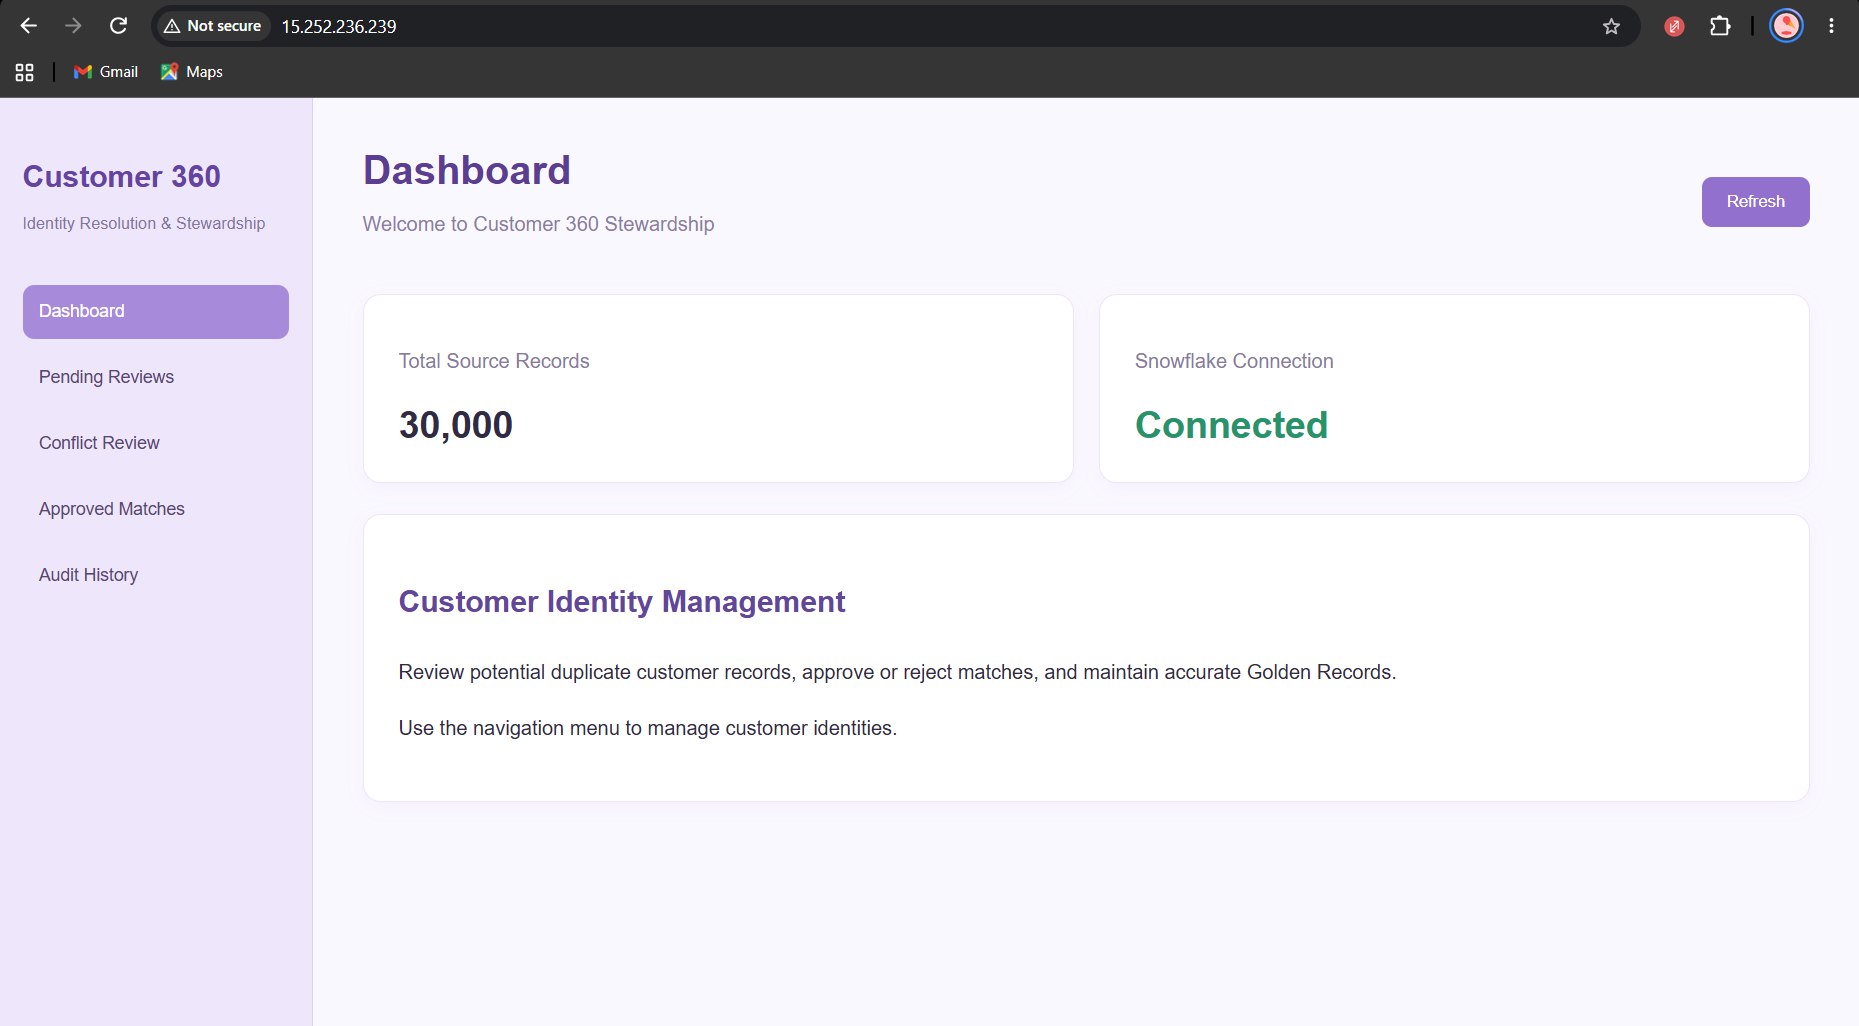 Not secure
15.252.236.239
Gmail
Maps
Customer 360
Identity Resolution & Stewardship
Dashboard
Pending Reviews
Conflict Review
Approved Matches
Audit History
Dashboard
Welcome to Customer 360 Stewardship
Refresh
Total Source Records
30,000
Snowflake Connection
Connected
Customer Identity Management
Review potential duplicate customer records, approve or reject matches, and maintain accurate Golden Records.
Use the navigation menu to manage customer identities.